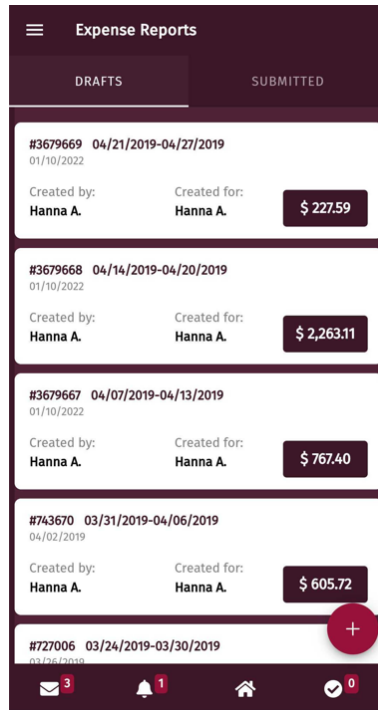 Expense Reports
DRAFTS SUBMITTED
#3679669 04/21/2019-04/27/2019
01/10/2022
Created by: Created for:
Hanna A. Hanna A. $ 227.59
#3679668 04/14/2019-04/20/2019
01/10/2022
Created by: Created for:
Hanna A. Hanna A. $ 2,263.11
#3679667 04/07/2019-04/13/2019
01/10/2022
Created by: Created for:
Hanna A. Hanna A. $ 767.40
#743670 03/31/2019-04/06/2019
04/02/2019
Created by: Created for:
Hanna A. Hanna A. $ 605.72
+
#727006 03/24/2019-03/30/2019
03/26/2019
3 1 0